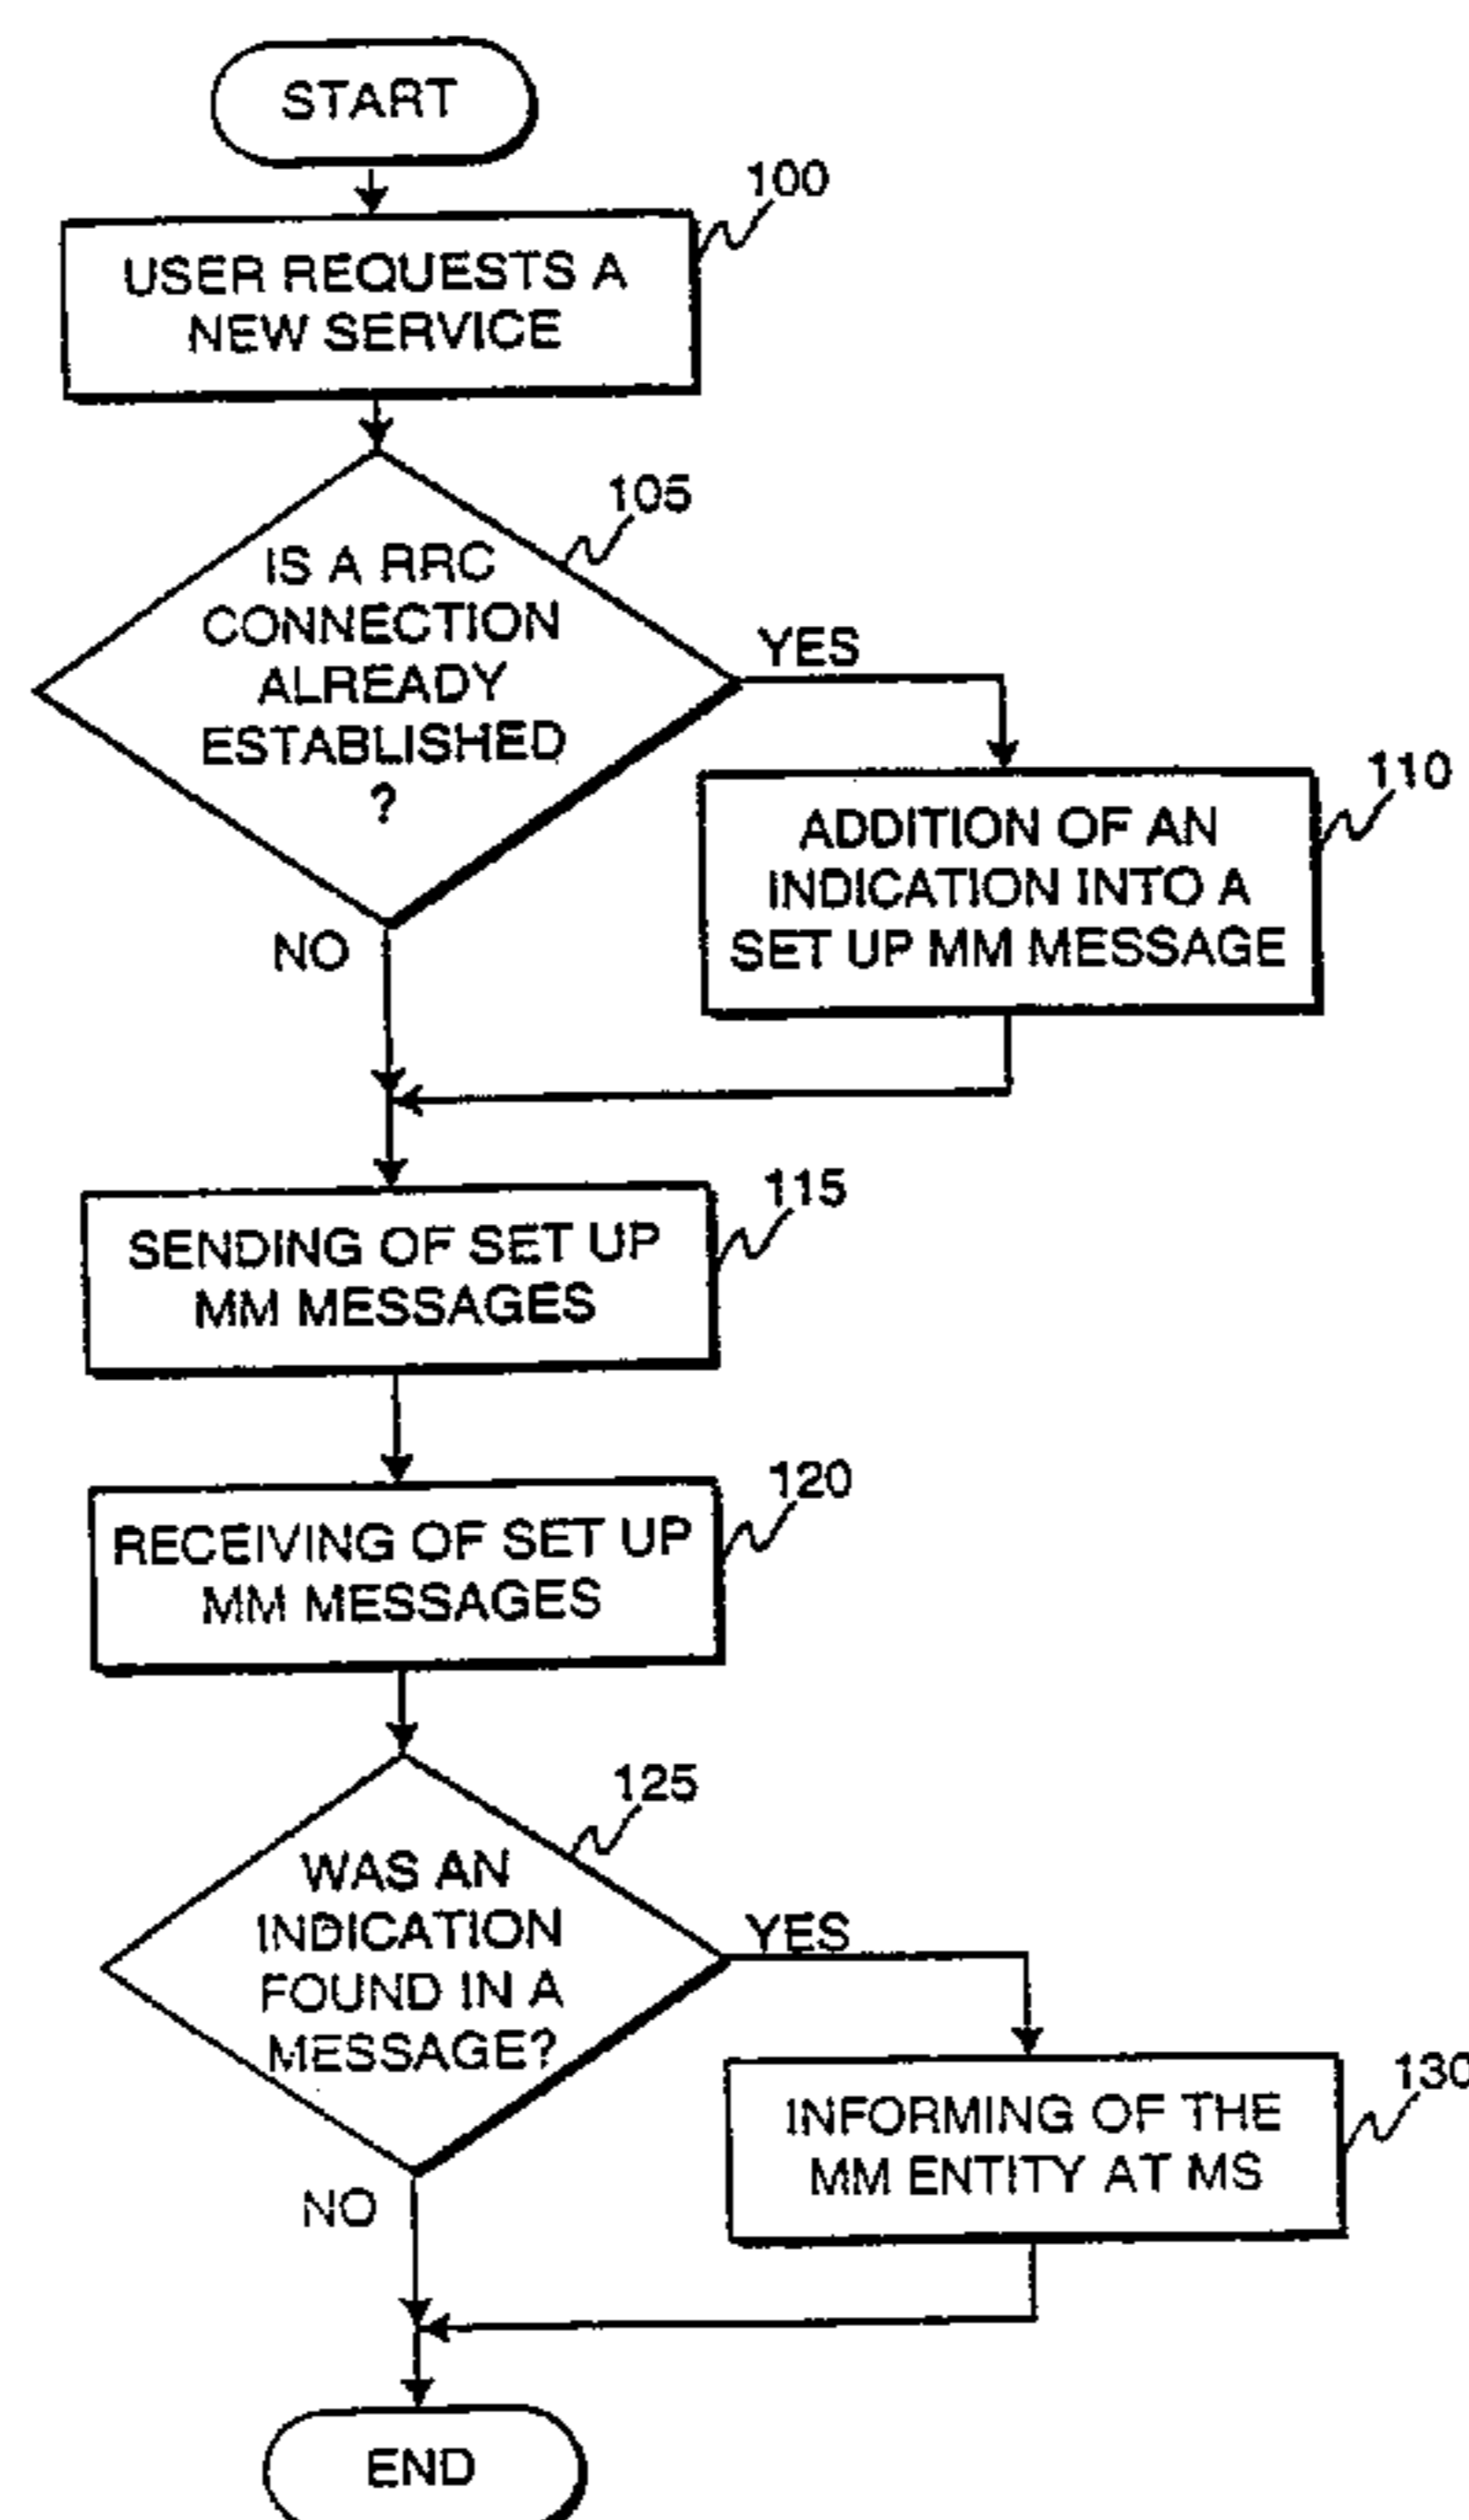 START
100
USER REQUESTS A
NEW SERVICE
105
IS A RRC
CONNECTION
ALREADY
ESTABLISHED
?
YES
110
ADDITION OF AN
INDICATION INTO A
SET UP MM MESSAGE
NO
115
SENDING OF SET UP
MM MESSAGES
120
RECEIVING OF SET UP
MM MESSAGES
125
WAS AN
INDICATION
FOUND IN A
MESSAGE?
YES
130
INFORMING OF THE
MM ENTITY AT MS
NO
END